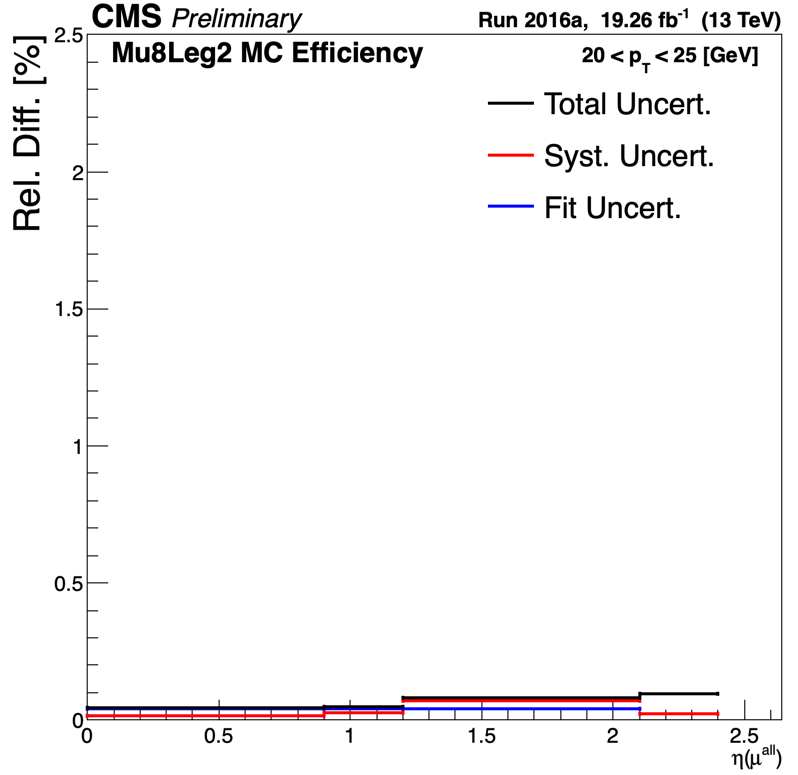 CMS Preliminary
Run 2016a, 19.26 fb⁻¹ (13 TeV)
Rel. Diff. [%]
Mu8Leg2 MC Efficiency
20 < p_T < 25 [GeV]
Total Uncert.
Syst. Uncert.
Fit Uncert.
2.5
2
1.5
1
0.5
0
0 0.5 1 1.5 2 2.5
η(μ^all)